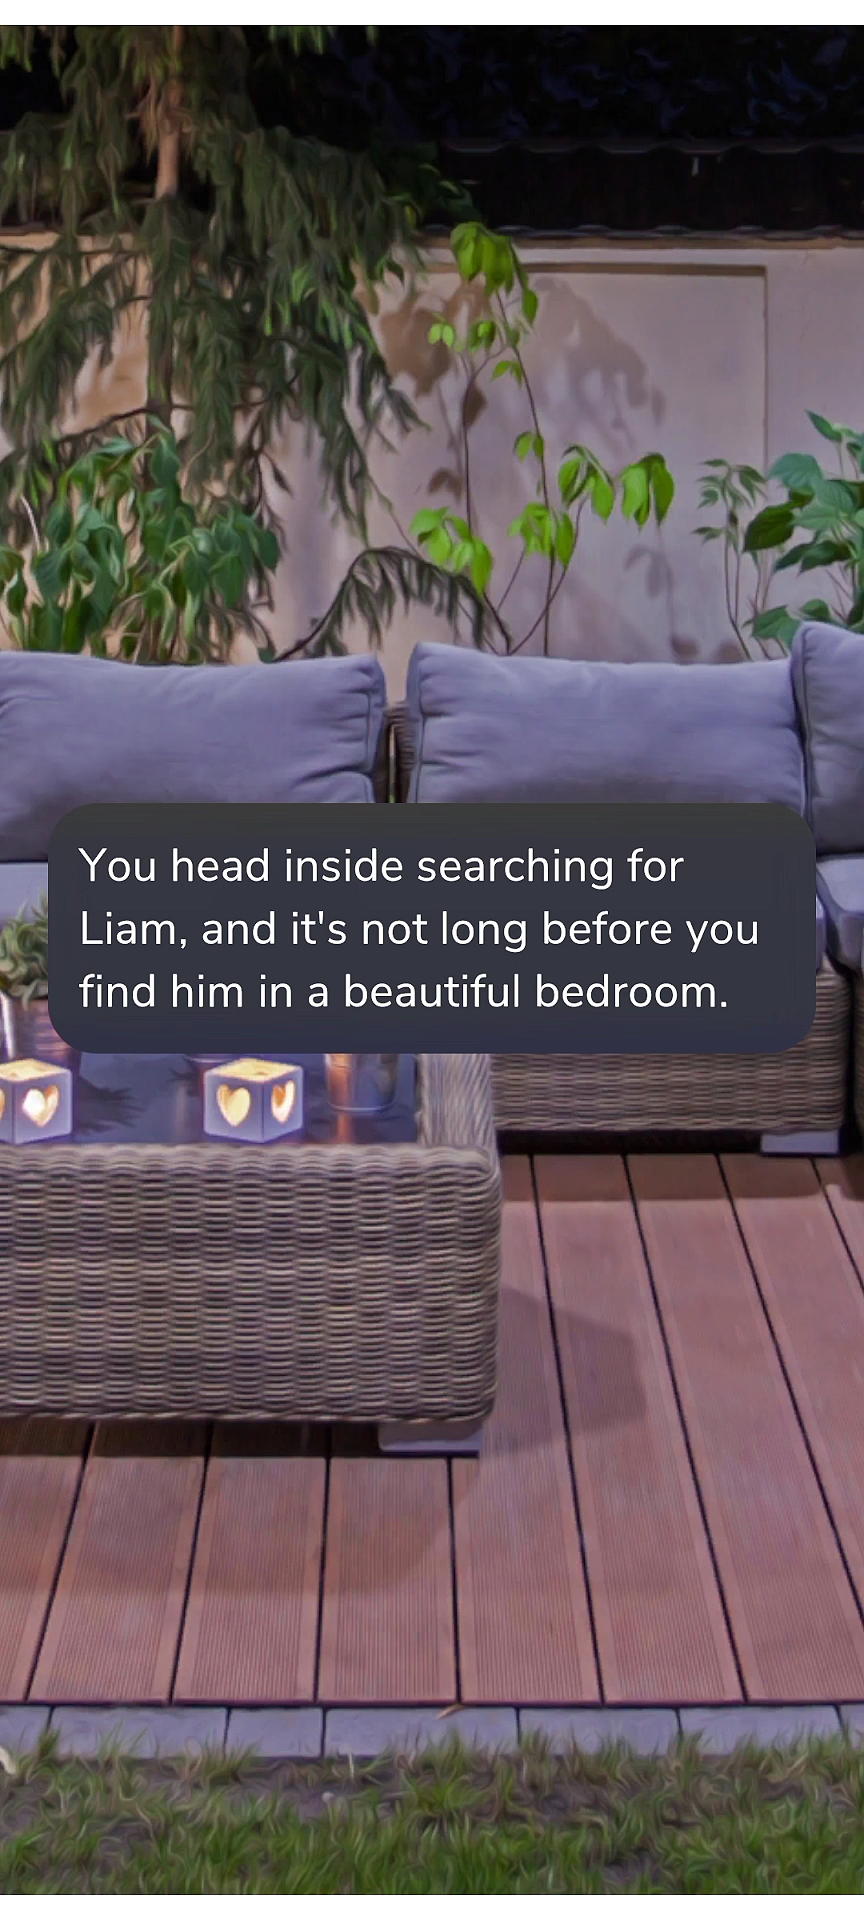 You head inside searching for
Liam, and it's not long before you
find him in a beautiful bedroom.